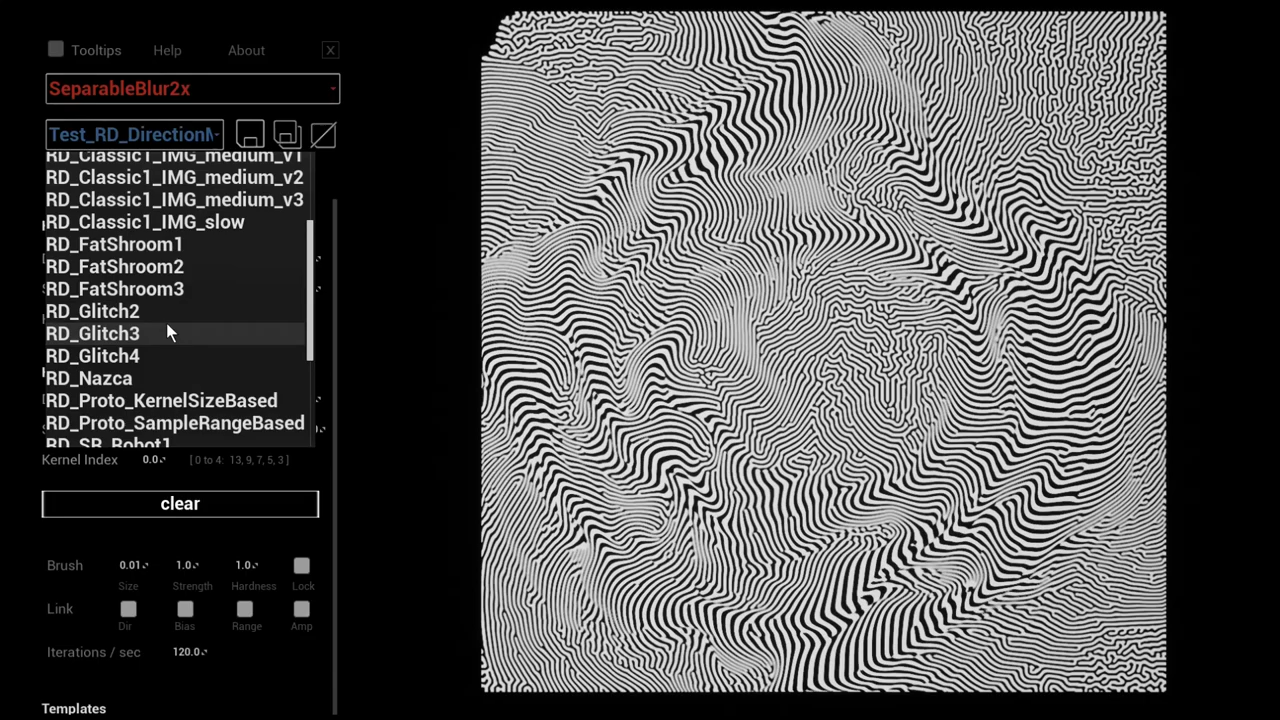 Tooltips Help About X
SeparableBlur2x
Test_RD_Direction
RD_Classic1_IMG_medium_v1
RD_Classic1_IMG_medium_v2
RD_Classic1_IMG_medium_v3
RD_Classic1_IMG_slow
RD_FatShroom1
RD_FatShroom2
RD_FatShroom3
RD_Glitch2
RD_Glitch3
RD_Glitch4
RD_Nazca
RD_Proto_KernelSizeBased
RD_Proto_SampleRangeBased
RD_SB_Robot1
Kernel Index 0.0 [ 0 to 4: 13, 9, 7, 5, 3 ]
clear
Brush 0.01 1.0 1.0
Size Strength Hardness Lock
Link
Dir Bias Range Amp
Iterations / sec 120.0
Templates